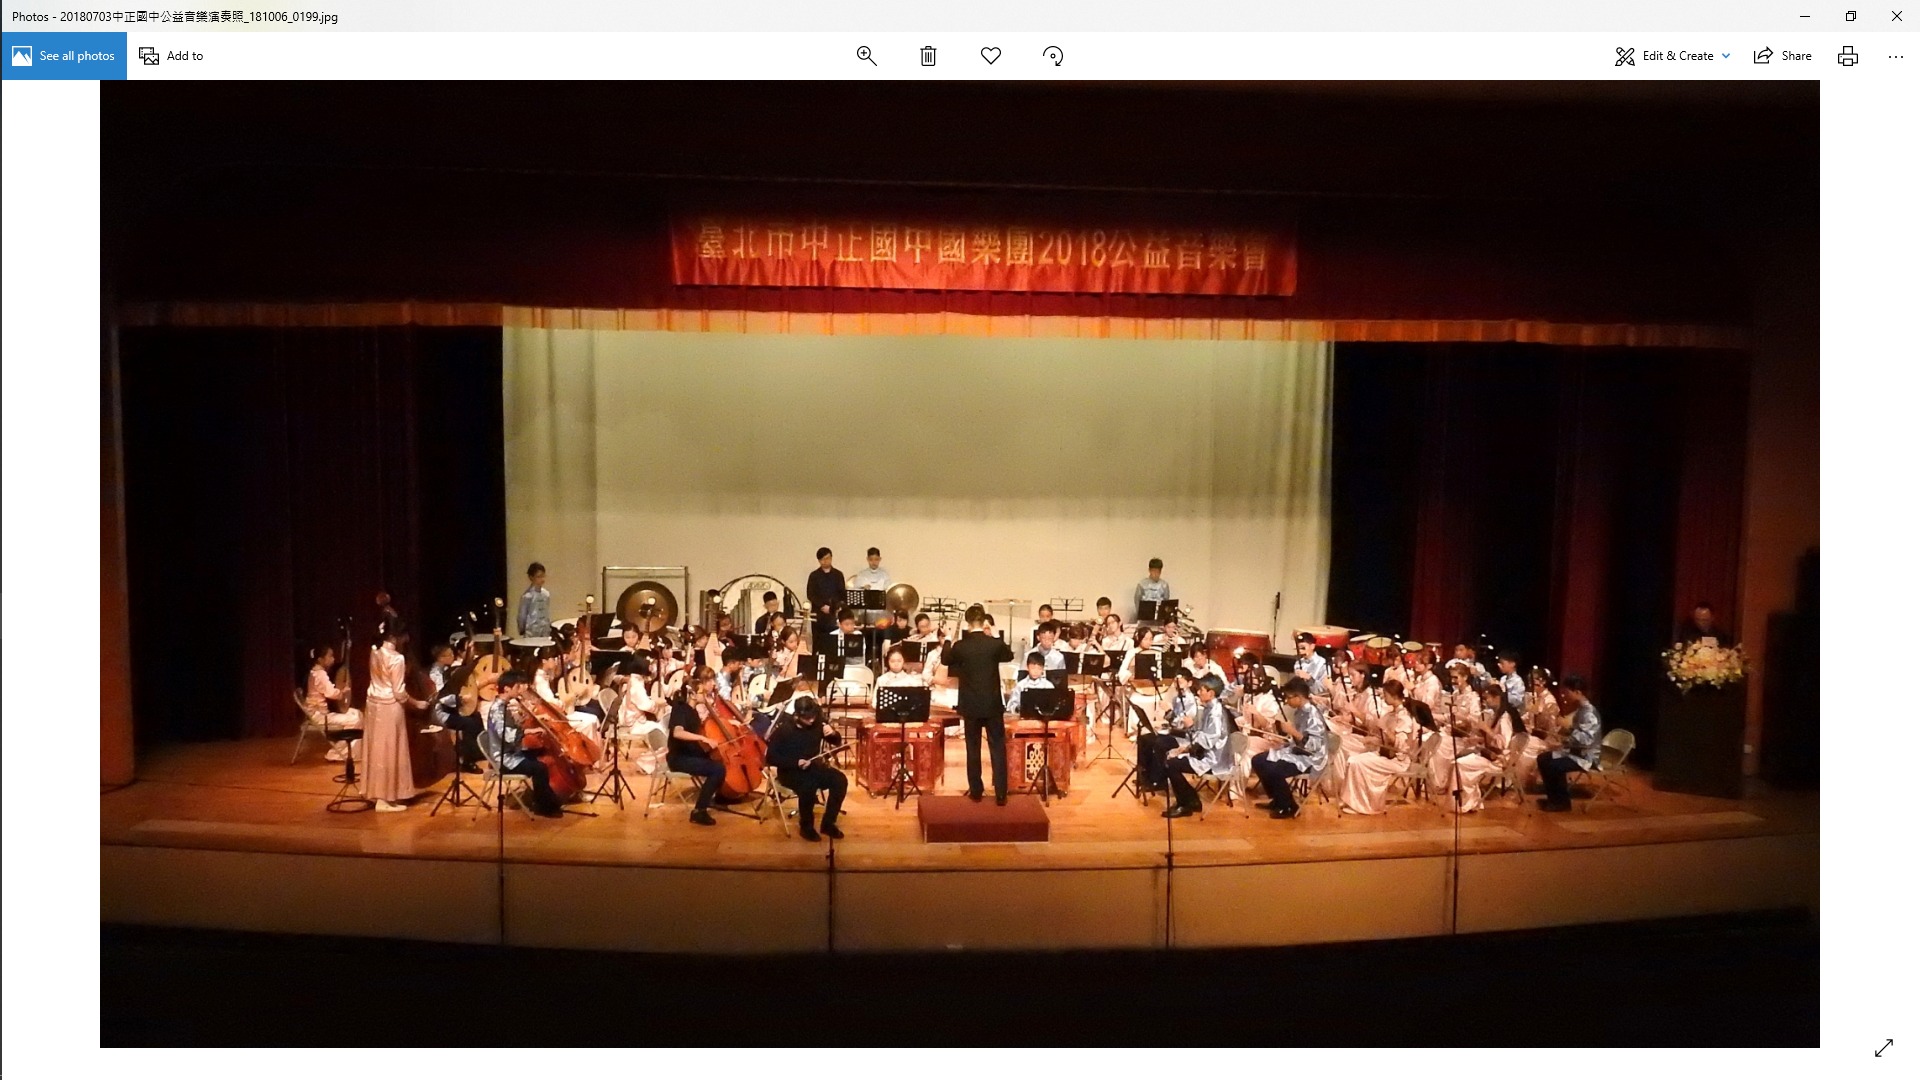 Photos - 20180703中正國中公益音樂演奏照_181006_0199.jpg
See all photos
Add to
Edit & Create
Share
臺北市中正國中國樂團2018公益音樂會